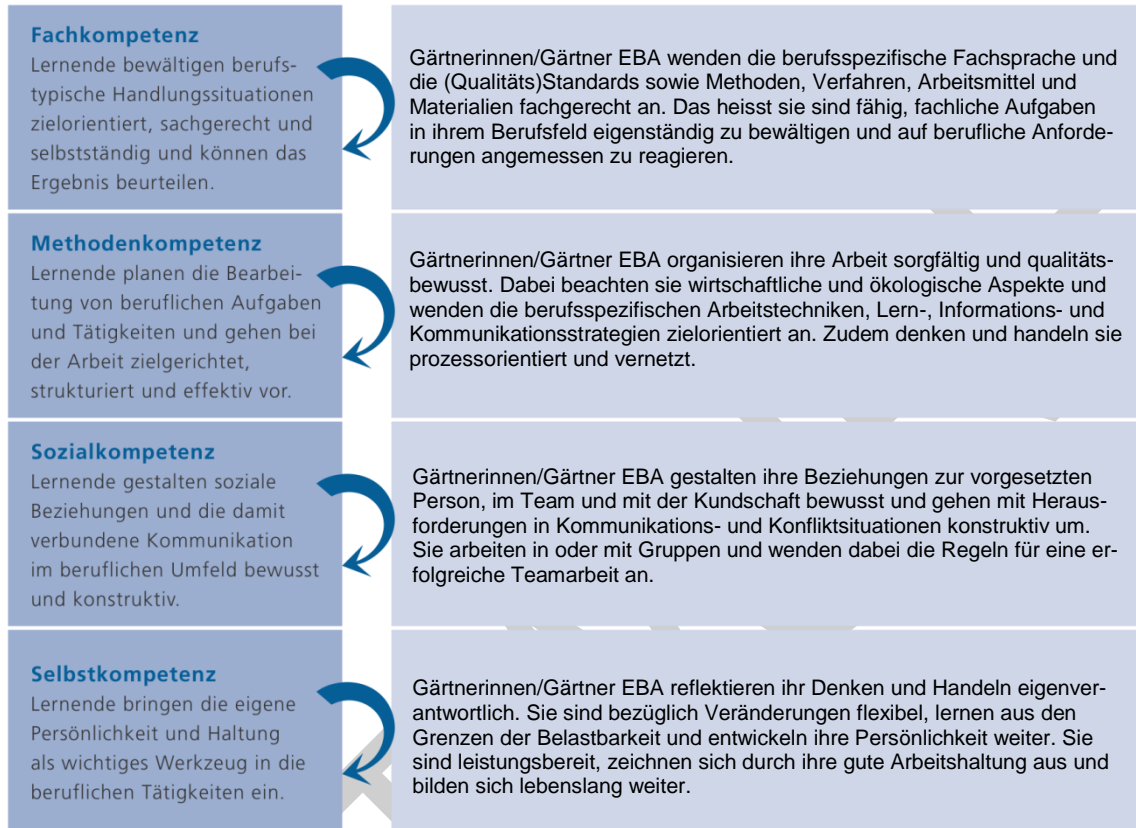 Fachkompetenz
Lernende bewältigen berufs-
typische Handlungssituationen
zielorientiert, sachgerecht und
selbstständig und können das
Ergebnis beurteilen.
Gärtnerinnen/Gärtner EBA wenden die berufsspezifische Fachsprache und
die (Qualitäts)Standards sowie Methoden, Verfahren, Arbeitsmittel und
Materialien fachgerecht an. Das heisst sie sind fähig, fachliche Aufgaben
in ihrem Berufsfeld eigenständig zu bewältigen und auf berufliche Anforde-
rungen angemessen zu reagieren.
Methodenkompetenz
Lernende planen die Bearbei-
tung von beruflichen Aufgaben
und Tätigkeiten und gehen bei
der Arbeit zielgerichtet,
strukturiert und effektiv vor.
Gärtnerinnen/Gärtner EBA organisieren ihre Arbeit sorgfältig und qualitäts-
bewusst. Dabei beachten sie wirtschaftliche und ökologische Aspekte und
wenden die berufsspezifischen Arbeitstechniken, Lern-, Informations- und
Kommunikationsstrategien zielorientiert an. Zudem denken und handeln sie
prozessorientiert und vernetzt.
Sozialkompetenz
Lernende gestalten soziale
Beziehungen und die damit
verbundene Kommunikation
im beruflichen Umfeld bewusst
und konstruktiv.
Gärtnerinnen/Gärtner EBA gestalten ihre Beziehungen zur vorgesetzten
Person, im Team und mit der Kundschaft bewusst und gehen mit Heraus-
forderungen in Kommunikations- und Konfliktsituationen konstruktiv um.
Sie arbeiten in oder mit Gruppen und wenden dabei die Regeln für eine er-
folgreiche Teamarbeit an.
Selbstkompetenz
Lernende bringen die eigene
Persönlichkeit und Haltung
als wichtiges Werkzeug in die
beruflichen Tätigkeiten ein.
Gärtnerinnen/Gärtner EBA reflektieren ihr Denken und Handeln eigenver-
antwortlich. Sie sind bezüglich Veränderungen flexibel, lernen aus den
Grenzen der Belastbarkeit und entwickeln ihre Persönlichkeit weiter. Sie
sind leistungsbereit, zeichnen sich durch ihre gute Arbeitshaltung aus und
bilden sich lebenslang weiter.